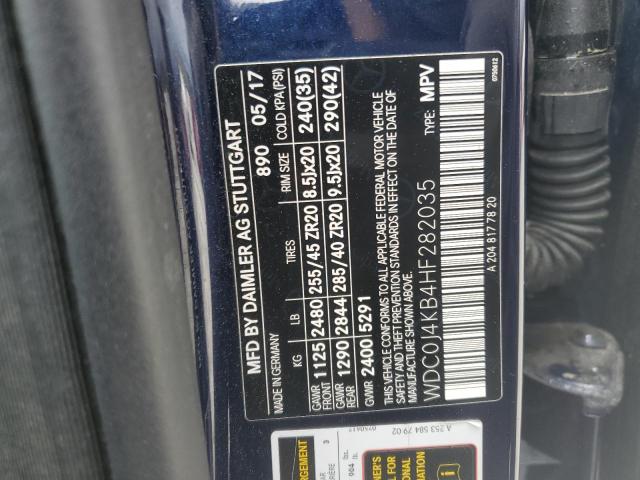 MFD BY DAIMLER AG STUTTGART
MADE IN GERMANY 890 05/17
KG LB TIRES RIM SIZE COLD KPA(PSI)
GAWR FRONT 1125 2480 255/45 ZR20 8.5Jx20 240(35)
GAWR REAR 1290 2844 285/40 ZR20 9.5Jx20 290(42)
GVWR 2400 5291
THIS VEHICLE CONFORMS TO ALL APPLICABLE FEDERAL MOTOR VEHICLE
SAFETY AND THEFT PREVENTION STANDARDS IN EFFECT ON THE DATE OF
MANUFACTURE SHOWN ABOVE.
WDC0J4KB4HF282035 TYPE: MPV
A 204 817 78 20 0750612
A 253 584 79 02
0750612